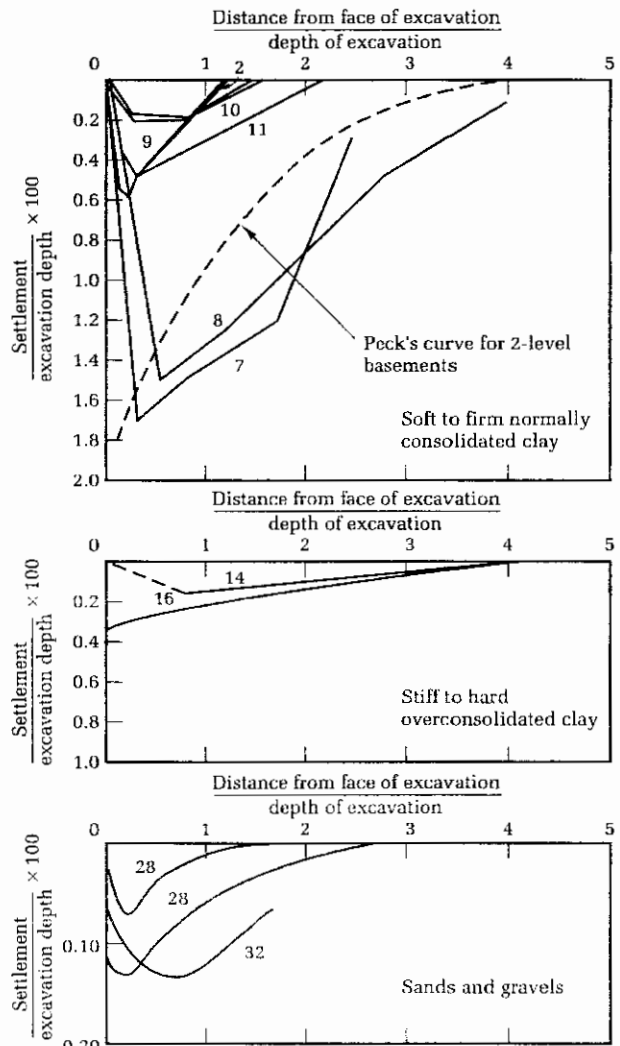 Distance from face of excavation
depth of excavation
0 1 2 3 4 5
2
10
9
11
8
7
0.2
0.4
0.6
0.8
1.0
1.2
1.4
1.6
1.8
2.0
Settlement
excavation depth
× 100
Peck's curve for 2-level
basements
Soft to firm normally
consolidated clay
Distance from face of excavation
depth of excavation
0 1 2 3 4 5
14
16
0.2
0.4
0.6
0.8
1.0
Settlement
excavation depth
× 100
Stiff to hard
overconsolidated clay
Distance from face of excavation
depth of excavation
0 1 2 3 4 5
28
28
32
0.10
0.20
Settlement
excavation depth
× 100
Sands and gravels